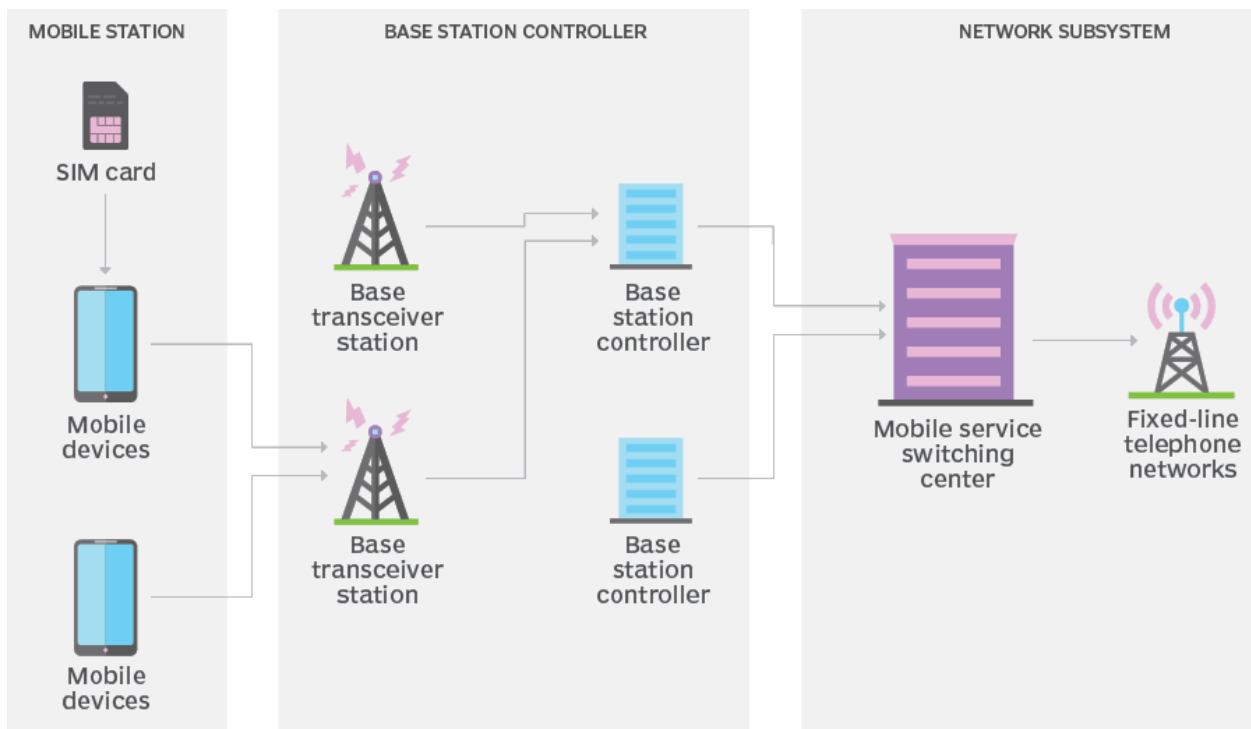 MOBILE STATION
BASE STATION CONTROLLER
NETWORK SUBSYSTEM
SIM card
Mobile
devices
Mobile
devices
Base
transceiver
station
Base
transceiver
station
Base
station
controller
Base
station
controller
Mobile service
switching
center
Fixed-line
telephone
networks